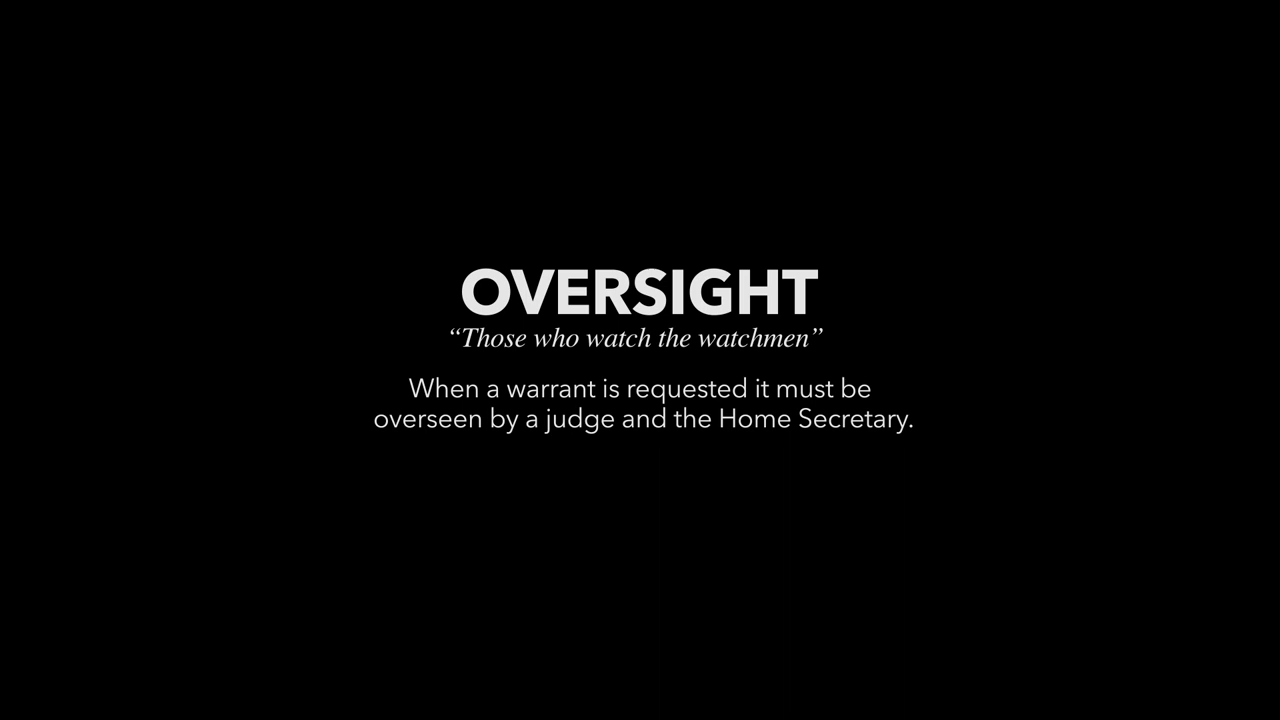 OVERSIGHT
“Those who watch the watchmen”
When a warrant is requested it must be
overseen by a judge and the Home Secretary.